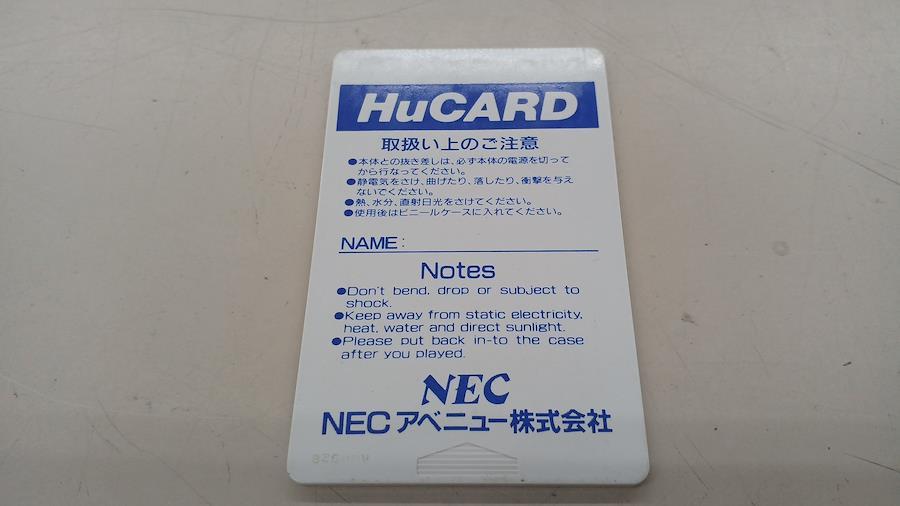 HuCARD
取扱い上のご注意
●本体との抜き差しは、必ず本体の電源を切って
から行なってください。
●静電気をさけ、曲げたり、落したり、衝撃を与え
ないでください。
●熱、水分、直射日光をさけてください。
●使用後はビニールケースに入れてください。
NAME:
Notes
●Don't bend, drop or subject to
shock.
●Keep away from static electricity,
heat, water and direct sunlight.
●Please put back in-to the case
after you played.
NEC
NECアベニュー株式会社